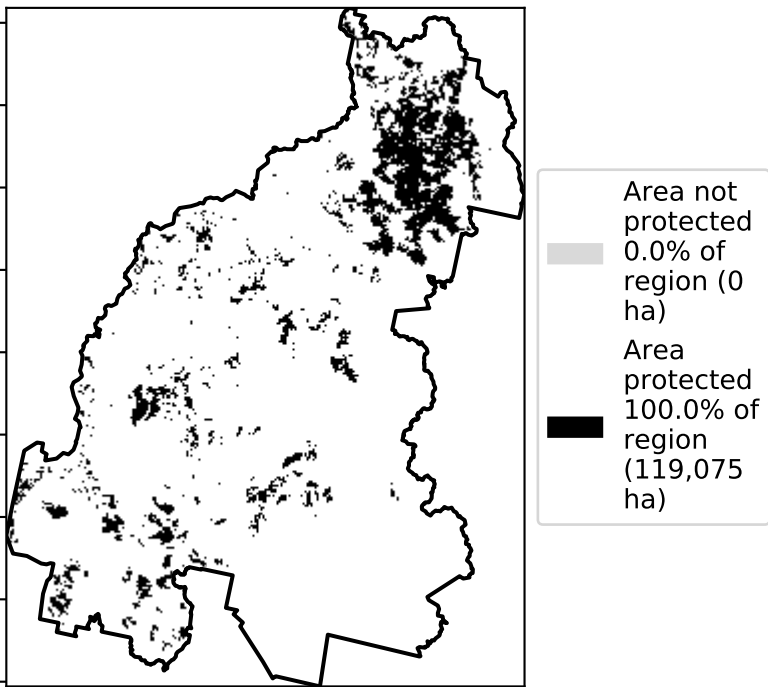 Area not
protected
0.0% of
region (0
ha)
Area
protected
100.0% of
region
(119,075
ha)